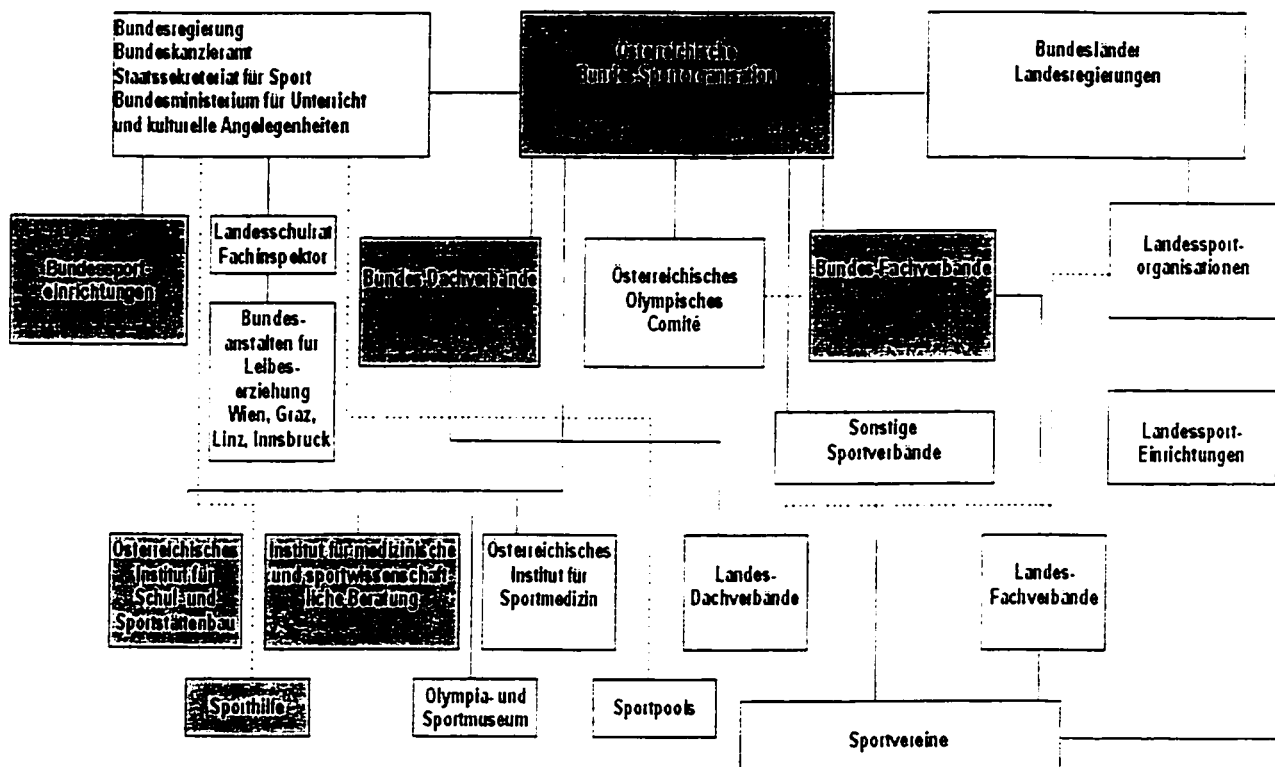 Bundesregierung
Bundeskanzleramt
Staatssekreteriat für Sport
Bundesministerium für Unterricht
und kulturelle Angelegenheiten
Österreichische
Bundes-Sportorganisation
Bundesländer
Landesregierungen
Bundessport-
einrichtungen
Landesschulrat
Fachinspektor
Bundes-Dachverbände
Österreichisches
Olympisches
Comité
Bundes-Fachverbände
Landessport-
organisationen
Bundes-
anstalten fur
Leibes-
erziehung
Wien, Graz,
Linz, Innsbruck
Sonstige
Sportverbände
Landessport-
Einrichtungen
Österreichisches
Institut für
Schul- und
Sportstättenbau
Institut für medizinische
und sportwissenschaft
liche Beratung
Österreichisches
Institut für
Sportmedizin
Landes-
Dachverbände
Landes-
Fachverbände
Sporthilfe
Olympia- und
Sportmuseum
Sportpools
Sportvereine